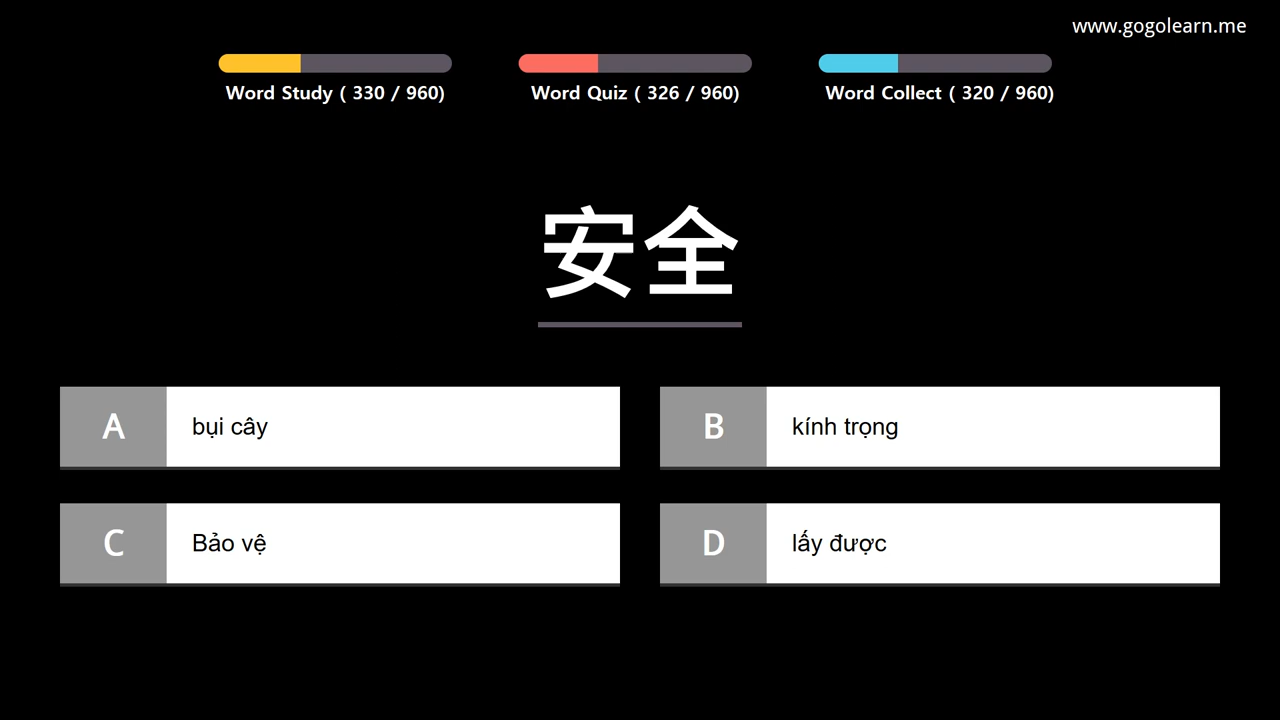 www.gogolearn.me
Word Study ( 330 / 960)
Word Quiz ( 326 / 960)
Word Collect ( 320 / 960)
安全
A bụi cây
B kính trọng
C Bảo vệ
D lấy được